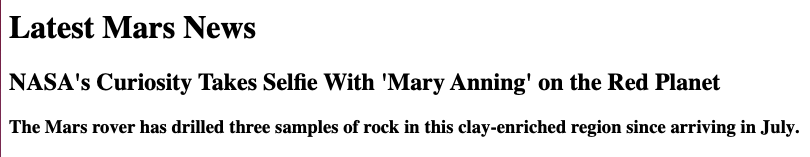 Latest Mars News
NASA's Curiosity Takes Selfie With 'Mary Anning' on the Red Planet
The Mars rover has drilled three samples of rock in this clay-enriched region since arriving in July.